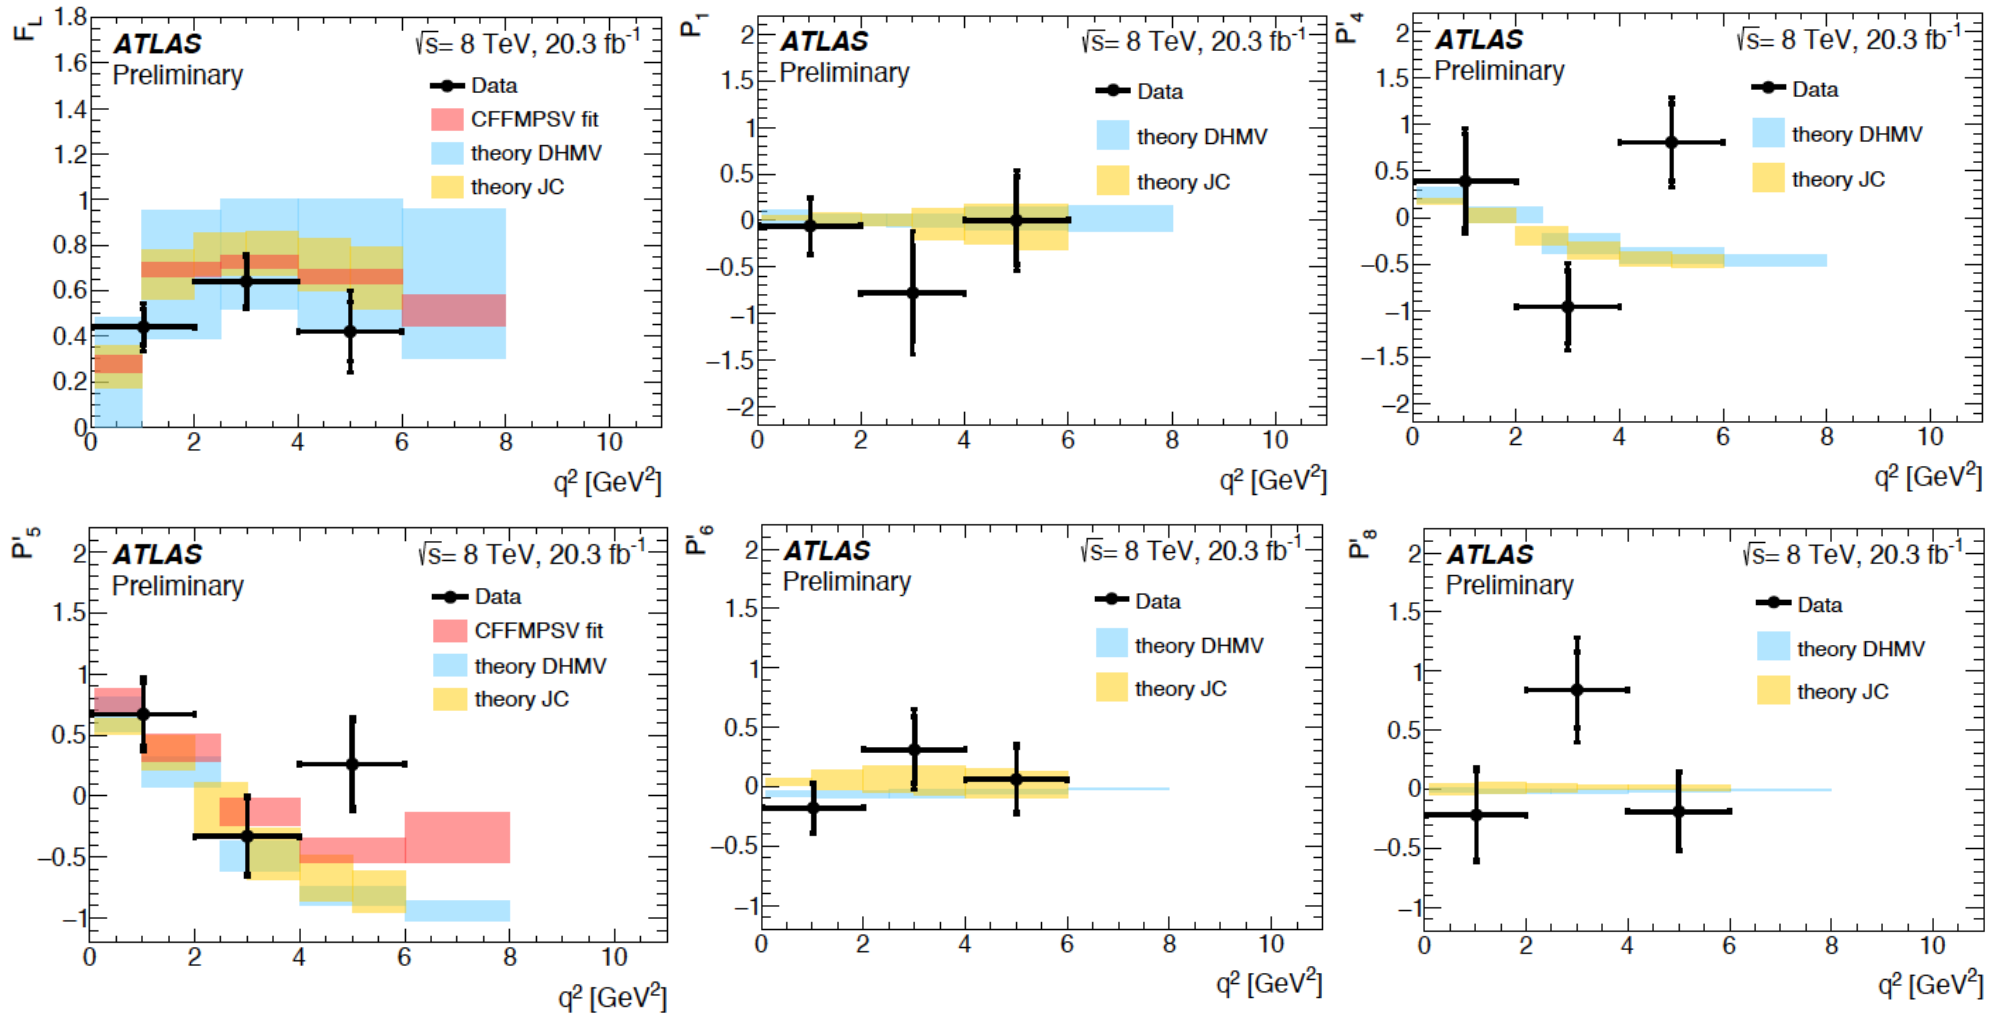 F_L
ATLAS
Preliminary
√s= 8 TeV, 20.3 fb⁻¹
Data
CFFMPSV fit
theory DHMV
theory JC
1.8
1.6
1.4
1.2
1
0.8
0.6
0.4
0.2
0
0 2 4 6 8 10
q² [GeV²]
P₁
ATLAS
Preliminary
√s= 8 TeV, 20.3 fb⁻¹
Data
theory DHMV
theory JC
2
1.5
1
0.5
0
−0.5
−1
−1.5
−2
0 2 4 6 8 10
q² [GeV²]
P'₄
ATLAS
Preliminary
√s= 8 TeV, 20.3 fb⁻¹
Data
theory DHMV
theory JC
2
1.5
1
0.5
0
−0.5
−1
−1.5
−2
0 2 4 6 8 10
q² [GeV²]
P'₅
ATLAS
Preliminary
√s= 8 TeV, 20.3 fb⁻¹
Data
CFFMPSV fit
theory DHMV
theory JC
2
1.5
1
0.5
0
−0.5
−1
0 2 4 6 8 10
q² [GeV²]
P'₆
ATLAS
Preliminary
√s= 8 TeV, 20.3 fb⁻¹
Data
theory DHMV
theory JC
2
1.5
1
0.5
0
−0.5
−1
0 2 4 6 8 10
q² [GeV²]
P'₈
ATLAS
Preliminary
√s= 8 TeV, 20.3 fb⁻¹
Data
theory DHMV
theory JC
2
1.5
1
0.5
0
−0.5
−1
0 2 4 6 8 10
q² [GeV²]